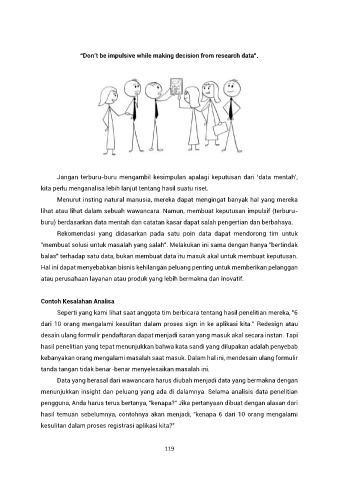 “Don’t be impulsive while making decision from research data”.
Jangan terburu-buru mengambil kesimpulan apalagi keputusan dari ‘data mentah’,
kita perlu menganalisa lebih lanjut tentang hasil suatu riset.
Menurut insting natural manusia, mereka dapat mengingat banyak hal yang mereka
lihat atau lihat dalam sebuah wawancara. Namun, membuat keputusan impulsif (terburu-
buru) berdasarkan data mentah dan catatan kasar dapat salah pengertian dan berbahaya.
Rekomendasi yang didasarkan pada satu poin data dapat mendorong tim untuk
“membuat solusi untuk masalah yang salah”. Melakukan ini sama dengan hanya “bertindak
balas” terhadap satu data, bukan membuat data itu masuk akal untuk membuat keputusan.
Hal ini dapat menyebabkan bisnis kehilangan peluang penting untuk memberikan pelanggan
atau perusahaan layanan atau produk yang lebih bermakna dan inovatif.
Contoh Kesalahan Analisa
Seperti yang kami lihat saat anggota tim berbicara tentang hasil penelitian mereka, “6
dari 10 orang mengalami kesulitan dalam proses sign in ke aplikasi kita.” Redesign atau
desain ulang formulir pendaftaran dapat menjadi saran yang masuk akal secara instan. Tapi
hasil penelitian yang tepat menunjukkan bahwa kata sandi yang dilupakan adalah penyebab
kebanyakan orang mengalami masalah saat masuk. Dalam hal ini, mendesain ulang formulir
tanda tangan tidak benar-benar menyelesaikan masalah ini.
Data yang berasal dari wawancara harus diubah menjadi data yang bermakna dengan
menunjukkan insight dan peluang yang ada di dalamnya. Selama analisis data penelitian
pengguna, Anda harus terus bertanya, “kenapa?” Jika pertanyaan dibuat dengan alasan dari
hasil temuan sebelumnya, contohnya akan menjadi, “kenapa 6 dari 10 orang mengalami
kesulitan dalam proses registrasi aplikasi kita?”
119